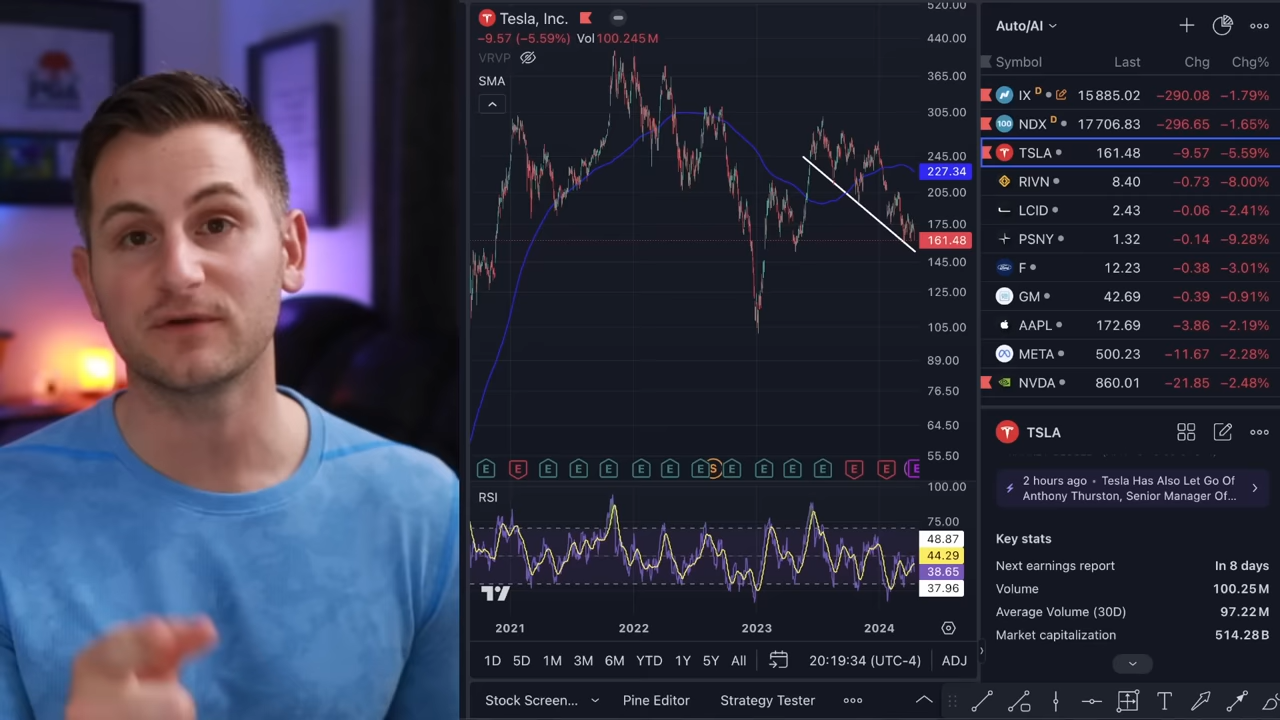 Tesla, Inc.
−9.57 (−5.59%) Vol 100.245 M
VRVP
SMA
520.00
440.00
365.00
305.00
245.00
227.34
205.00
175.00
161.48
145.00
125.00
105.00
89.00
76.50
64.50
55.50
E E E E E E E E S E E E E E E E
RSI
100.00
75.00
48.87
44.29
38.65
37.96
2021 2022 2023 2024
1D 5D 1M 3M 6M YTD 1Y 5Y All 20:19:34 (UTC-4) ADJ
Stock Screen... Pine Editor Strategy Tester
Auto/AI
Symbol Last Chg Chg%
IX D 15 885.02 −290.08 −1.79%
100 NDX D 17 706.83 −296.65 −1.65%
TSLA 161.48 −9.57 −5.59%
RIVN 8.40 −0.73 −8.00%
LCID 2.43 −0.06 −2.41%
PSNY 1.32 −0.14 −9.28%
F 12.23 −0.38 −3.01%
GM 42.69 −0.39 −0.91%
AAPL 172.69 −3.86 −2.19%
META 500.23 −11.67 −2.28%
NVDA 860.01 −21.85 −2.48%
TSLA
2 hours ago • Tesla Has Also Let Go Of
Anthony Thurston, Senior Manager Of...
Key stats
Next earnings report In 8 days
Volume 100.25 M
Average Volume (30D) 97.22 M
Market capitalization 514.28 B
T